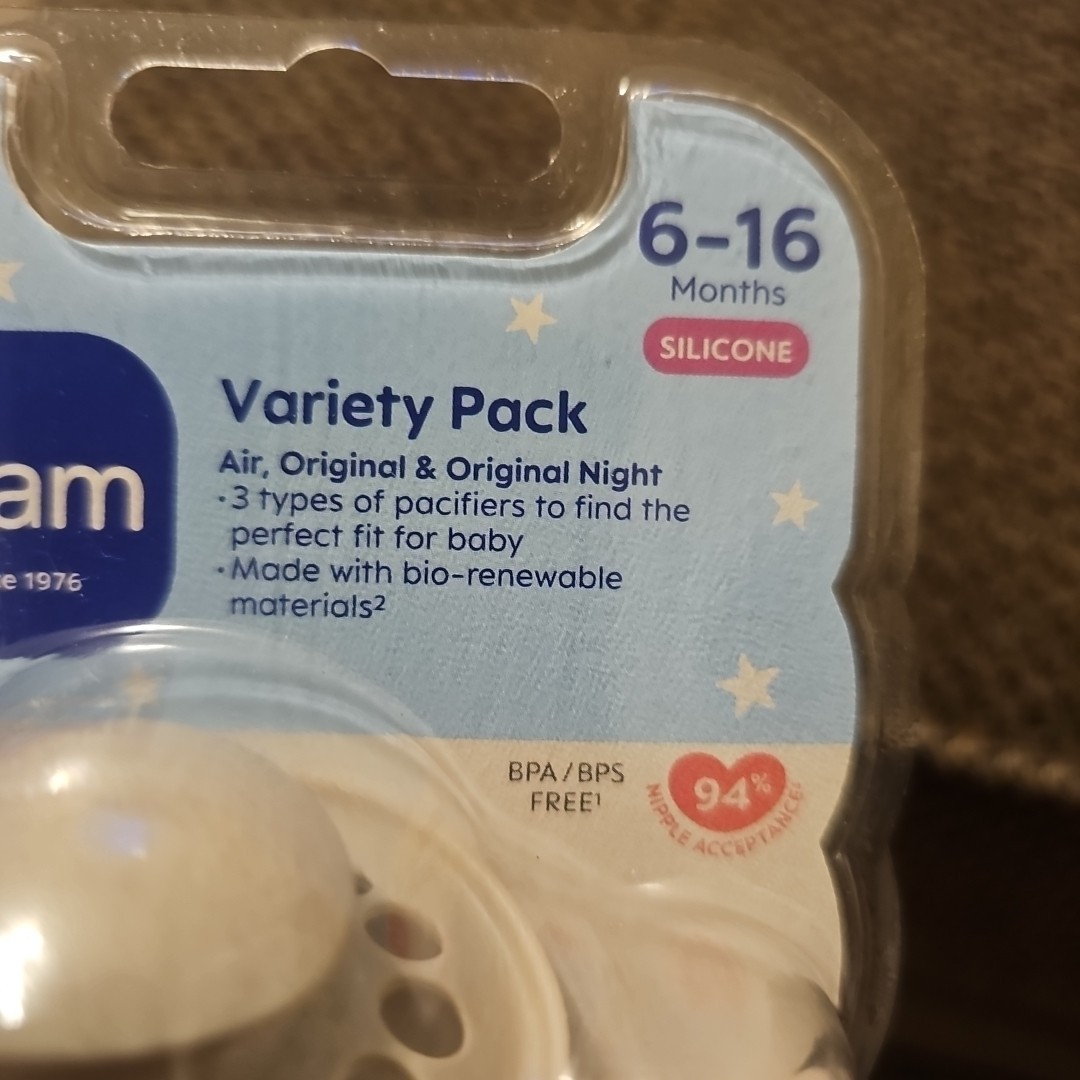 6-16
Months
SILICONE
am
Variety Pack
Air, Original & Original Night
·3 types of pacifiers to find the
perfect fit for baby
·Made with bio-renewable
materials²
e 1976
BPA/BPS
FREE¹
94%
NIPPLE ACCEPTANCE